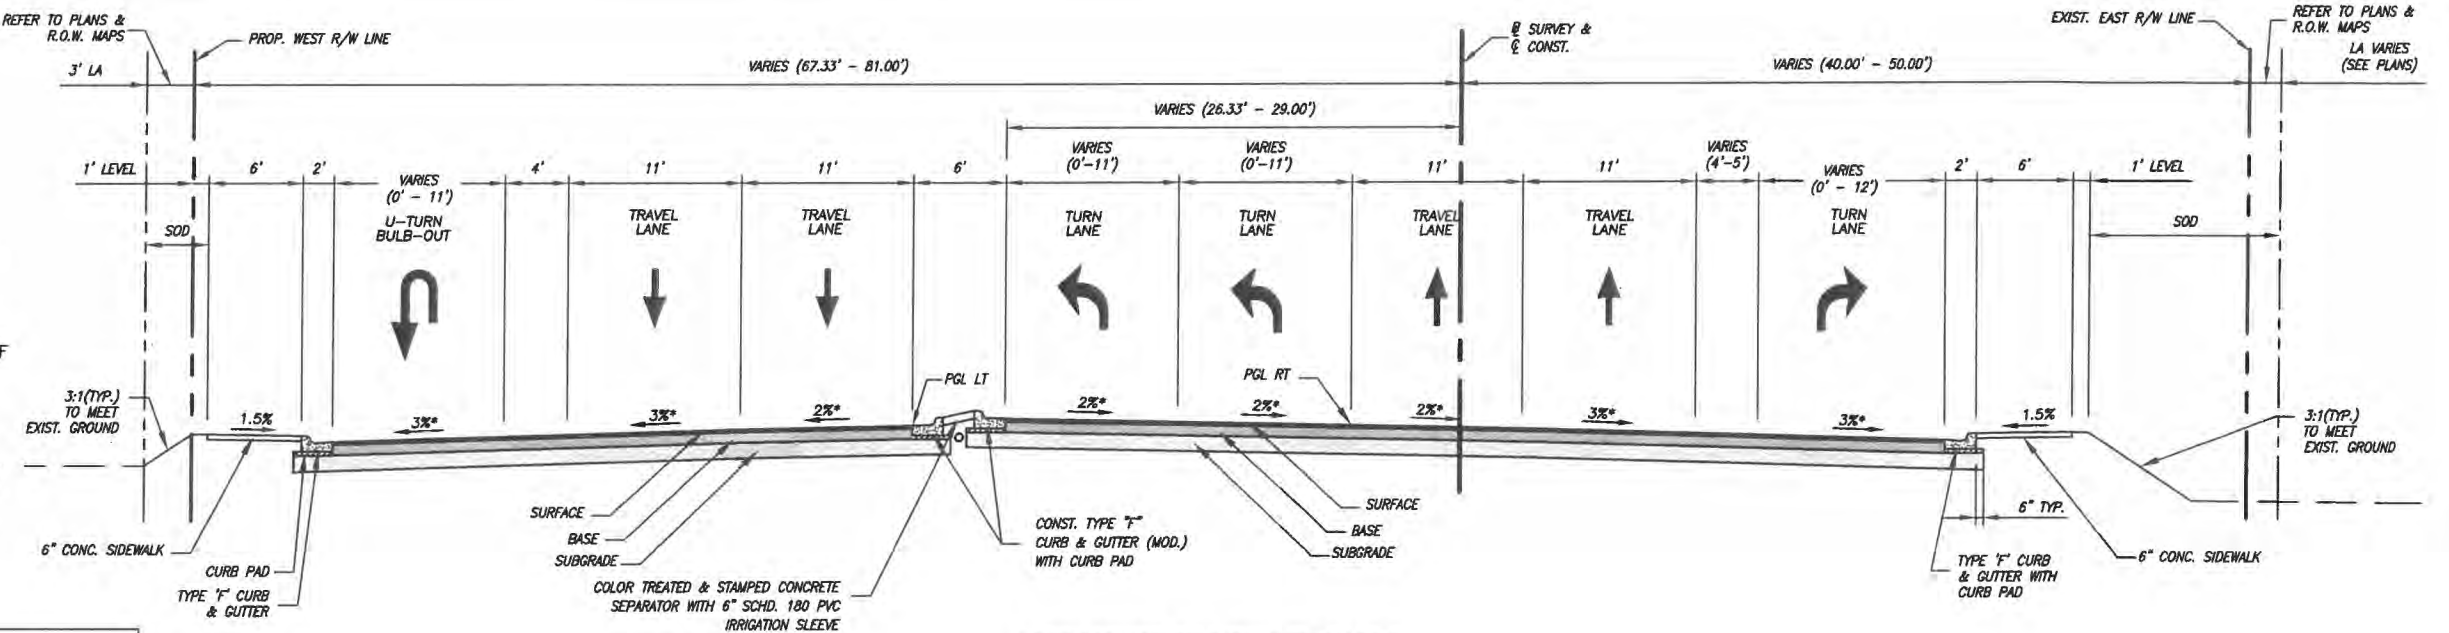 REFER TO PLANS &
R.O.W. MAPS
PROP. WEST R/W LINE
SURVEY &
CONST.
EXIST. EAST R/W LINE
REFER TO PLANS &
R.O.W. MAPS
3' LA
VARIES (67.33' - 81.00')
VARIES (40.00' - 50.00')
LA VARIES
(SEE PLANS)
VARIES (26.33' - 29.00')
1' LEVEL
6'
2'
VARIES
(0' - 11')
4'
11'
11'
6'
VARIES
(0'-11')
VARIES
(0'-11')
11'
11'
VARIES
(4'-5')
VARIES
(0' - 12')
2'
6'
1' LEVEL
SOD
U-TURN
BULB-OUT
TRAVEL
LANE
TRAVEL
LANE
TURN
LANE
TURN
LANE
TRAVEL
LANE
TRAVEL
LANE
TURN
LANE
SOD
F
3:1(TYP.)
TO MEET
EXIST. GROUND
1.5%
3%*
3%*
2%*
PGL LT
2%*
2%*
PGL RT
2%*
3%*
3%*
1.5%
3:1(TYP.)
TO MEET
EXIST. GROUND
6" CONC. SIDEWALK
CURB PAD
TYPE 'F' CURB
& GUTTER
SURFACE
BASE
SUBGRADE
COLOR TREATED & STAMPED CONCRETE
SEPARATOR WITH 6" SCHD. 180 PVC
IRRIGATION SLEEVE
CONST. TYPE "F"
CURB & GUTTER (MOD.)
WITH CURB PAD
SURFACE
BASE
SUBGRADE
6" TYP.
TYPE 'F' CURB
& GUTTER WITH
CURB PAD
6" CONC. SIDEWALK